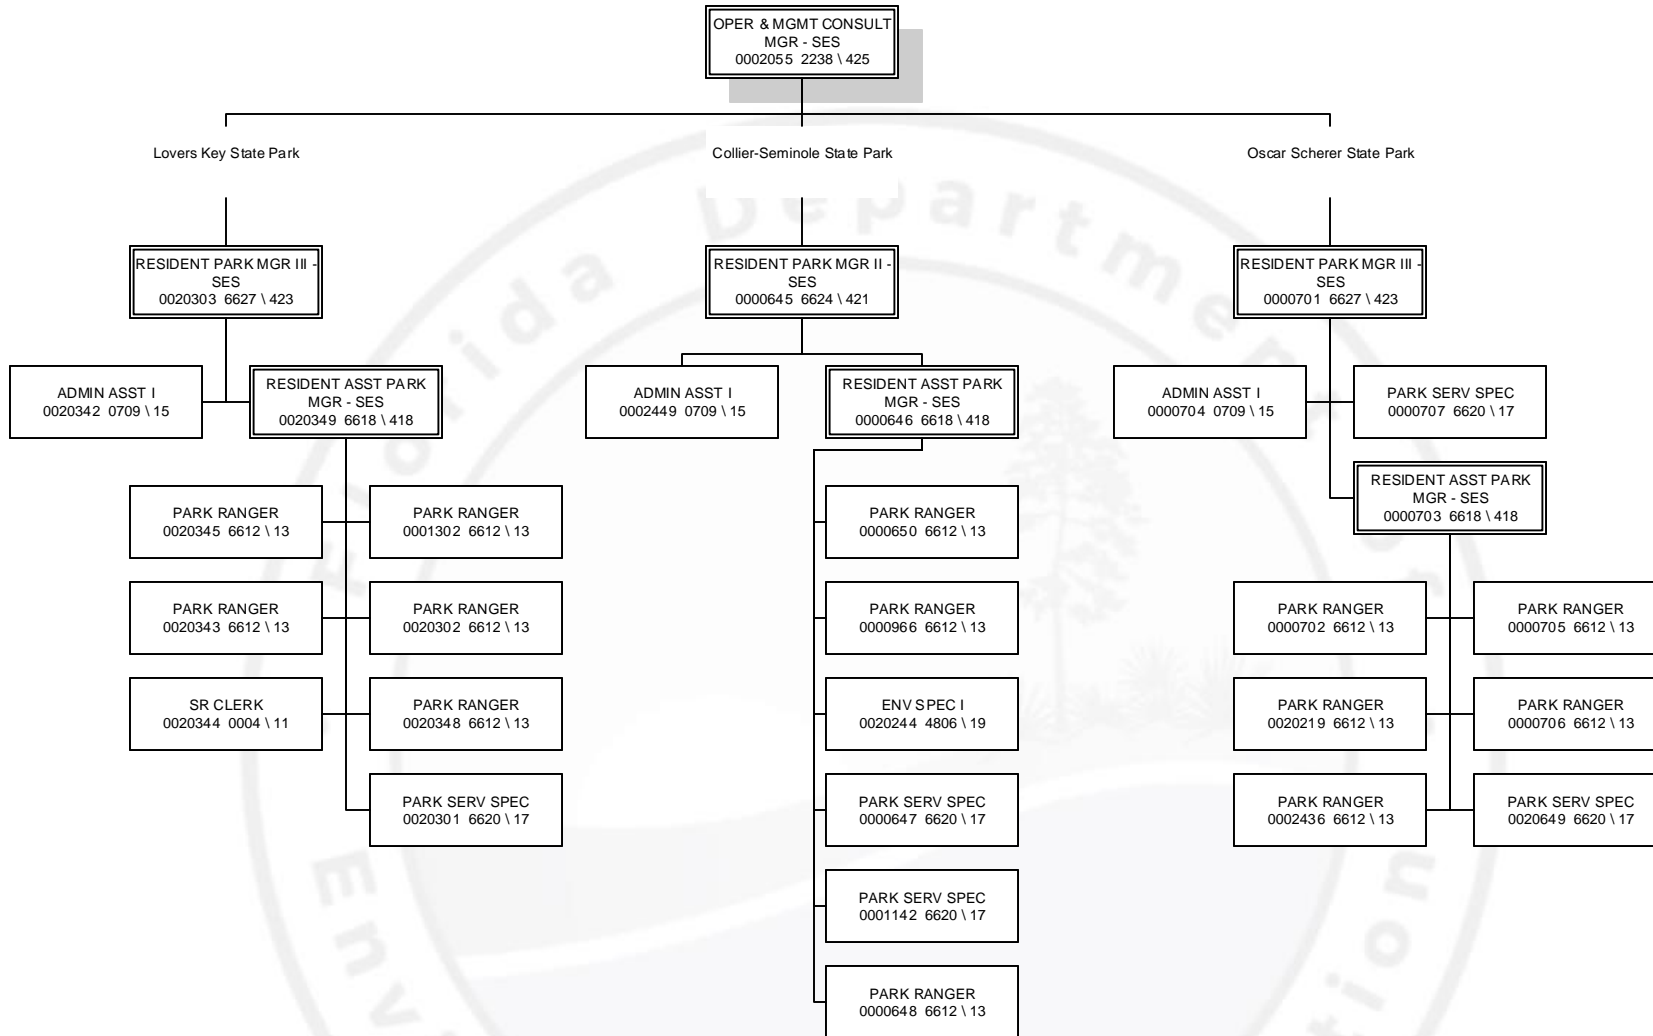 OPER & MGMT CONSULT
MGR - SES
0002055 2238 \ 425
Lovers Key State Park
Collier-Seminole State Park
Oscar Scherer State Park
RESIDENT PARK MGR III -
SES
0020303 6627 \ 423
RESIDENT PARK MGR II -
SES
0000645 6624 \ 421
RESIDENT PARK MGR III -
SES
0000701 6627 \ 423
ADMIN ASST I
0020342 0709 \ 15
RESIDENT ASST PARK
MGR - SES
0020349 6618 \ 418
ADMIN ASST I
0002449 0709 \ 15
RESIDENT ASST PARK
MGR - SES
0000646 6618 \ 418
ADMIN ASST I
0000704 0709 \ 15
PARK SERV SPEC
0000707 6620 \ 17
RESIDENT ASST PARK
MGR - SES
0000703 6618 \ 418
PARK RANGER
0020345 6612 \ 13
PARK RANGER
0001302 6612 \ 13
PARK RANGER
0020343 6612 \ 13
PARK RANGER
0020302 6612 \ 13
SR CLERK
0020344 0004 \ 11
PARK RANGER
0020348 6612 \ 13
PARK SERV SPEC
0020301 6620 \ 17
PARK RANGER
0000650 6612 \ 13
PARK RANGER
0000966 6612 \ 13
ENV SPEC I
0020244 4806 \ 19
PARK SERV SPEC
0000647 6620 \ 17
PARK SERV SPEC
0001142 6620 \ 17
PARK RANGER
0000648 6612 \ 13
PARK RANGER
0000702 6612 \ 13
PARK RANGER
0000705 6612 \ 13
PARK RANGER
0020219 6612 \ 13
PARK RANGER
0000706 6612 \ 13
PARK RANGER
0002436 6612 \ 13
PARK SERV SPEC
0020649 6620 \ 17
Florida Department